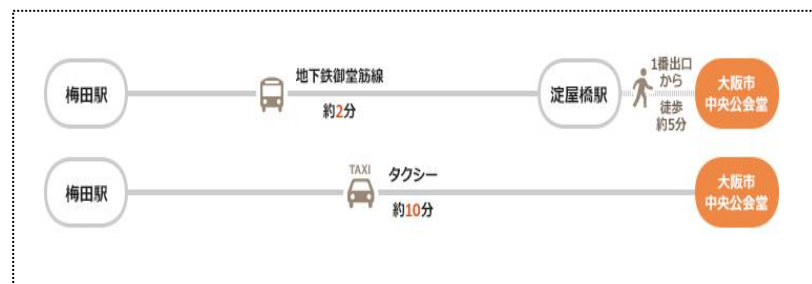 梅田駅
地下鉄御堂筋線
約2分
淀屋橋駅
1番出口
から
徒歩
約5分
大阪市
中央公会堂
梅田駅
TAXI
タクシー
約10分
大阪市
中央公会堂